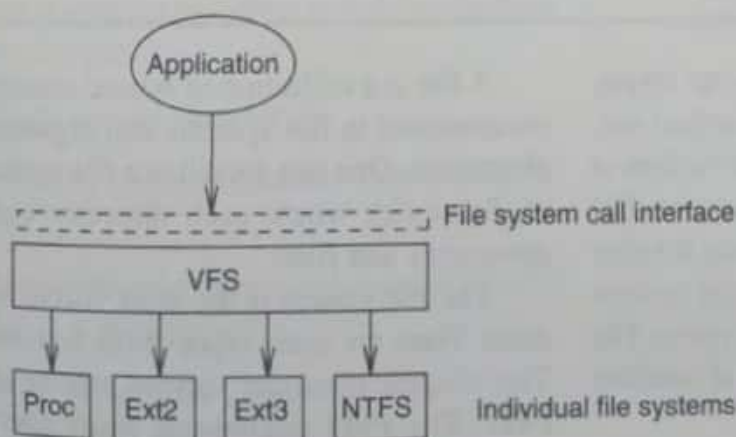 Application
File system call interface
VFS
Proc Ext2 Ext3 NTFS Individual file systems